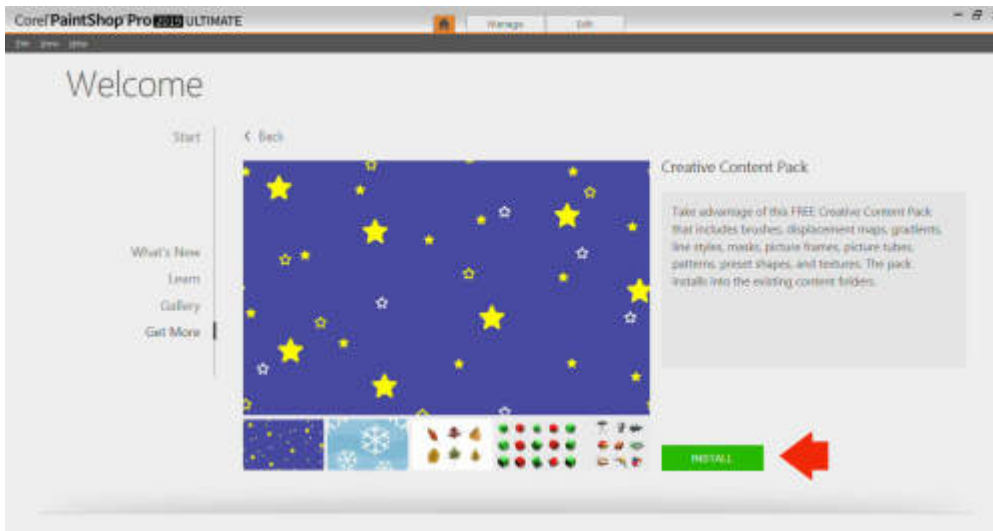 Corel PaintShop Pro 2019 ULTIMATE
Manage
Edit
Welcome
Start
< Back
What's New
Learn
Gallery
Get More
Creative Content Pack
Take advantage of this FREE Creative Content Pack
that includes brushes, displacement maps, gradients,
line styles, masks, picture frames, picture tubes,
patterns, preset shapes, and textures. The pack
installs into the existing content folders.
INSTALL